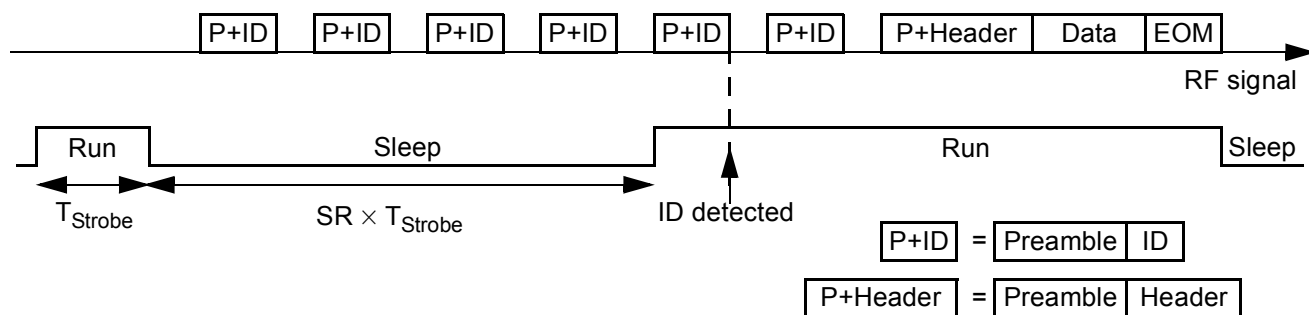 P+ID P+ID P+ID P+ID P+ID P+ID P+Header Data EOM
RF signal
Run Sleep Run Sleep
TStrobe SR × TStrobe ID detected
P+ID = Preamble ID
P+Header = Preamble Header